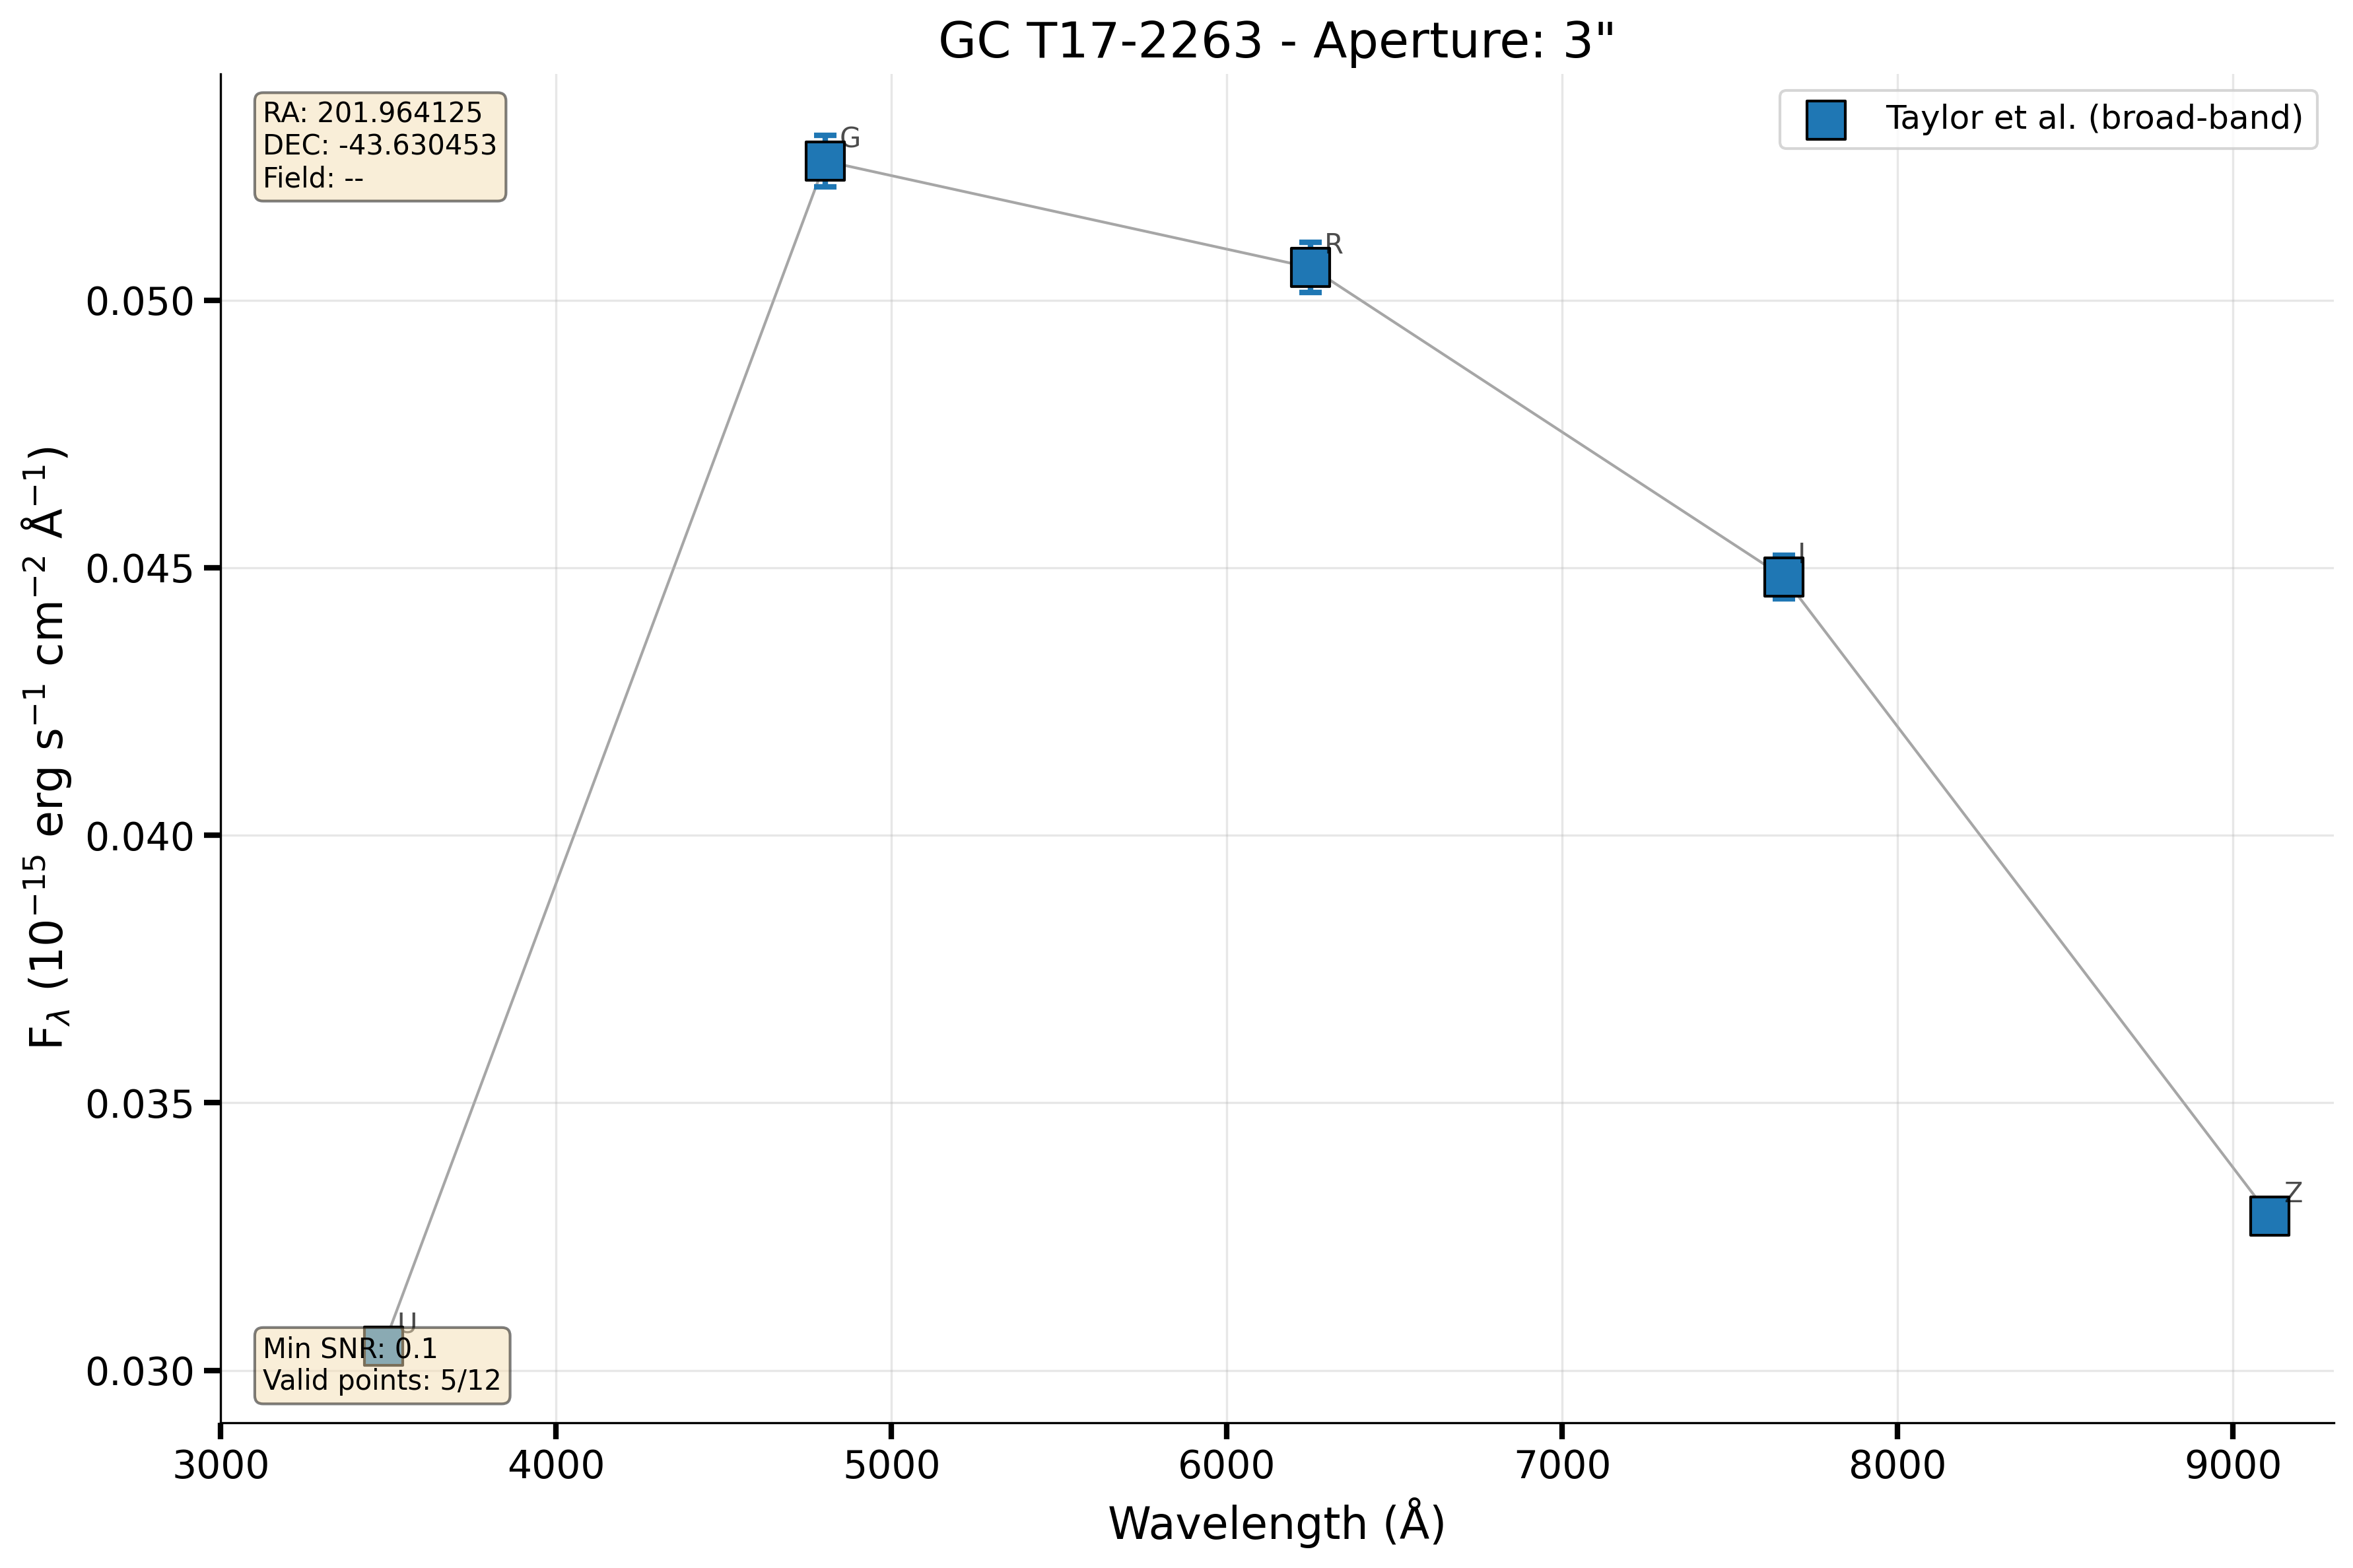 GC T17-2263 - Aperture: 3"
RA: 201.964125
DEC: -43.630453
Field: --
Taylor et al. (broad-band)
G
R
I
Z
U
Min SNR: 0.1
Valid points: 5/12
0.050
0.045
0.040
0.035
0.030
F_λ (10⁻¹⁵ erg s⁻¹ cm⁻² Å⁻¹)
3000 4000 5000 6000 7000 8000 9000
Wavelength (Å)